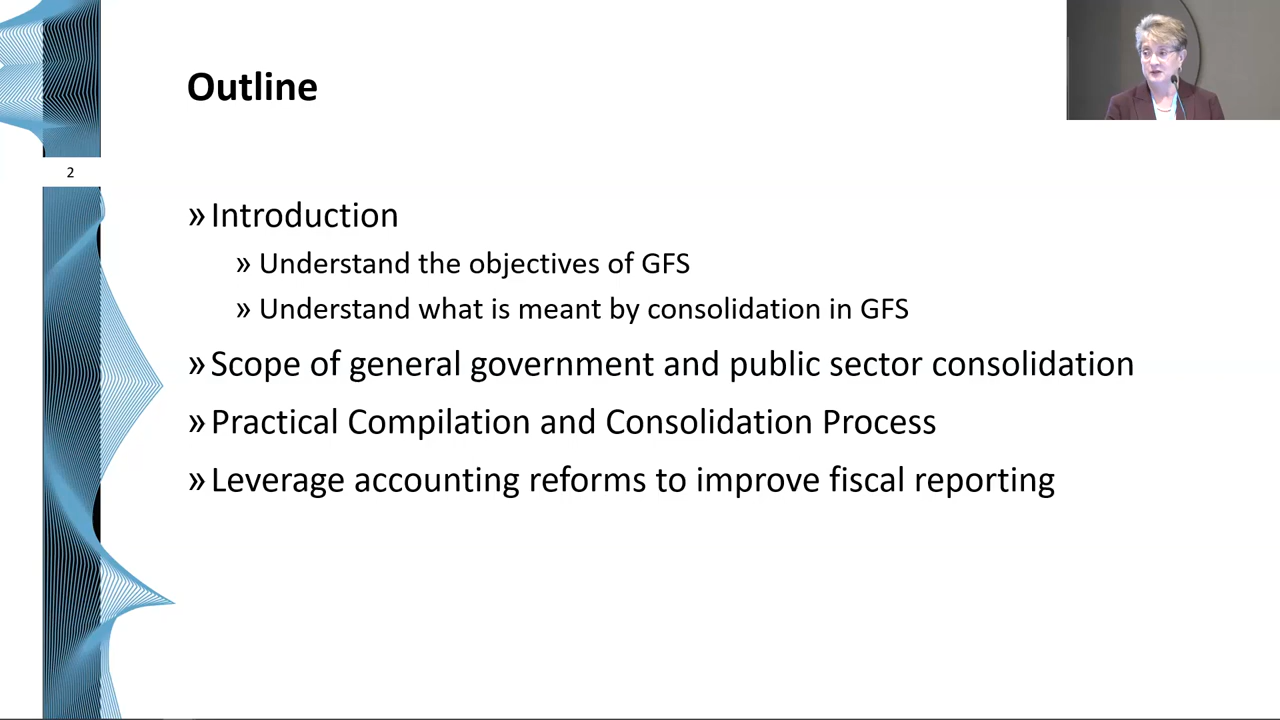 Outline
2
» Introduction
» Understand the objectives of GFS
» Understand what is meant by consolidation in GFS
» Scope of general government and public sector consolidation
» Practical Compilation and Consolidation Process
» Leverage accounting reforms to improve fiscal reporting